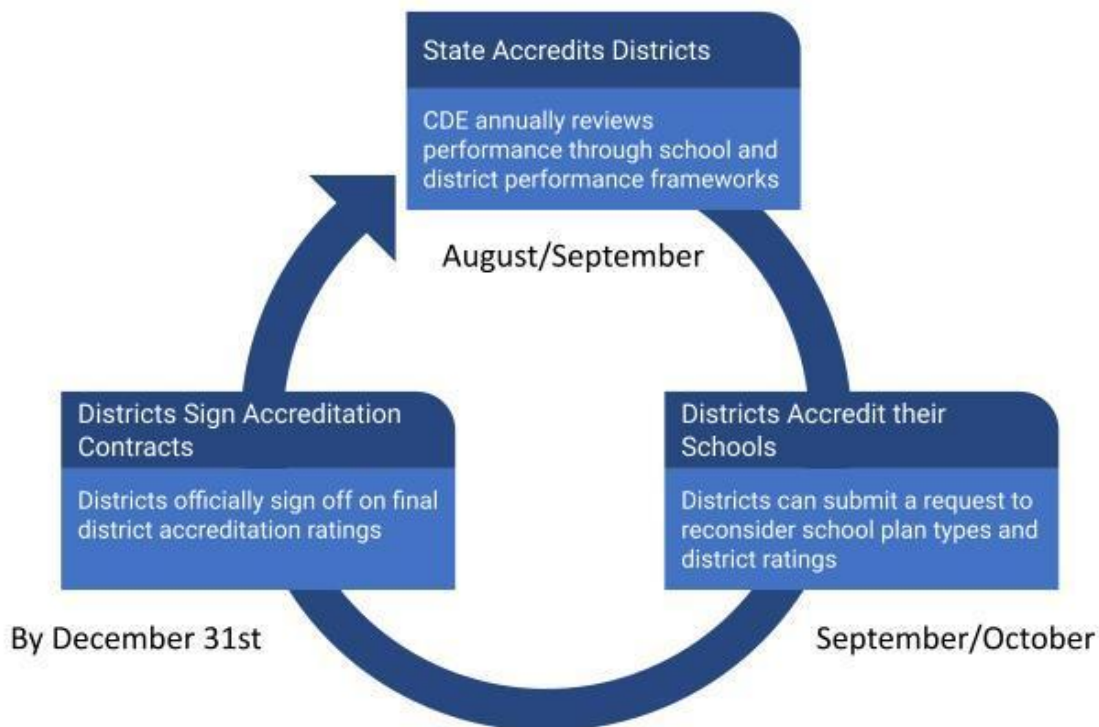 State Accredits Districts
CDE annually reviews
performance through school and
district performance frameworks
August/September
Districts Accredit their
Schools
Districts can submit a request to
reconsider school plan types and
district ratings
September/October
Districts Sign Accreditation
Contracts
Districts officially sign off on final
district accreditation ratings
By December 31st